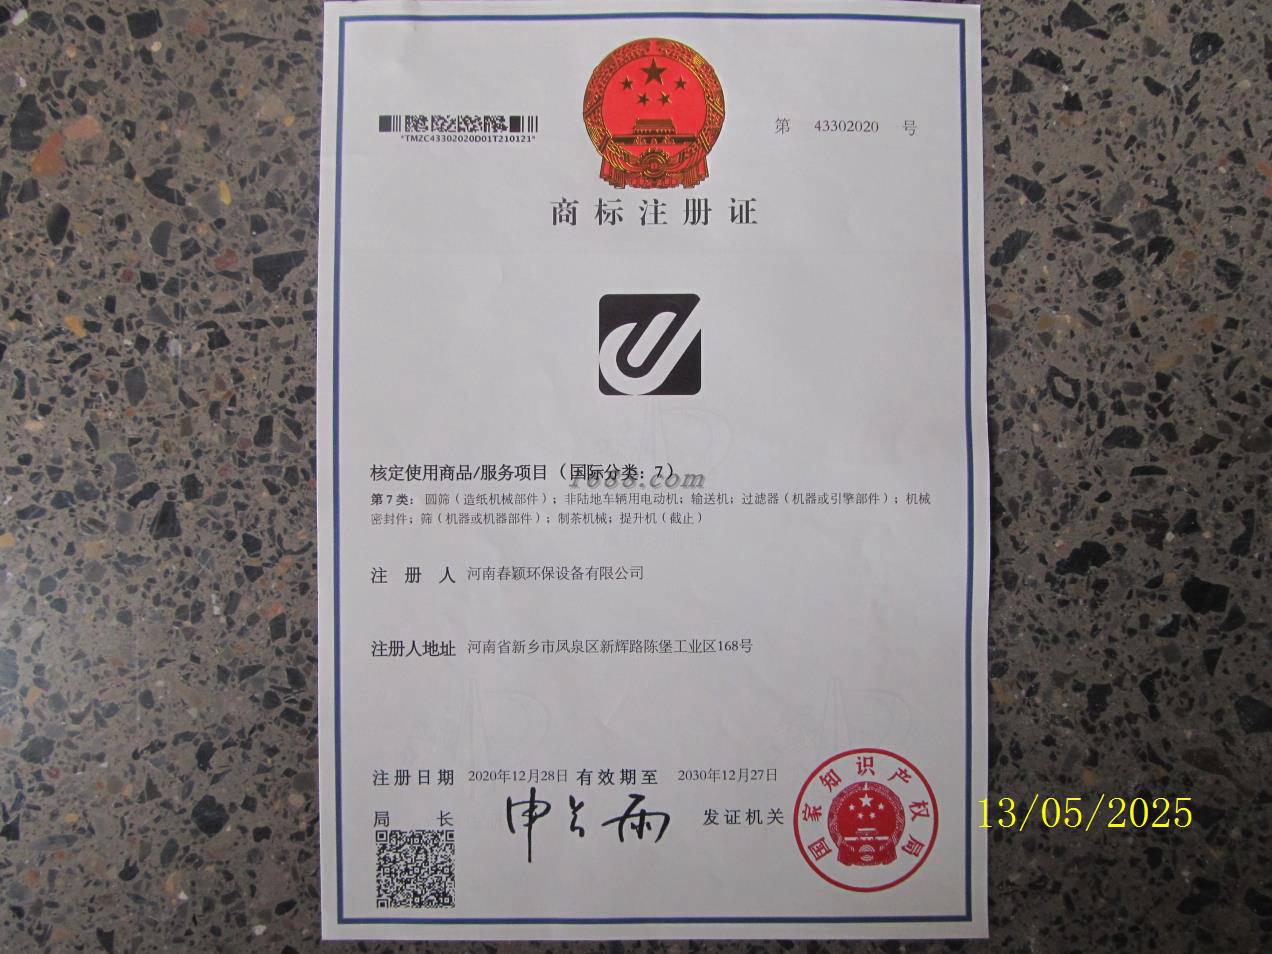 *TMZC43302020D01T210121*
第 43302020 号
商标注册证
核定使用商品/服务项目（国际分类：7）
1688.com
第 7 类：圆筛（造纸机械部件）；非陆地车辆用电动机；输送机；过滤器（机器或引擎部件）；机械
密封件；筛（机器或机器部件）；制茶机械；提升机（截止）
注 册 人 河南春颖环保设备有限公司
注册人地址 河南省新乡市凤泉区新辉路陈堡工业区168号
注册日期 2020年12月28日 有效期至 2030年12月27日
局 长 申长雨 发证机关
国家知识产权局
13/05/2025